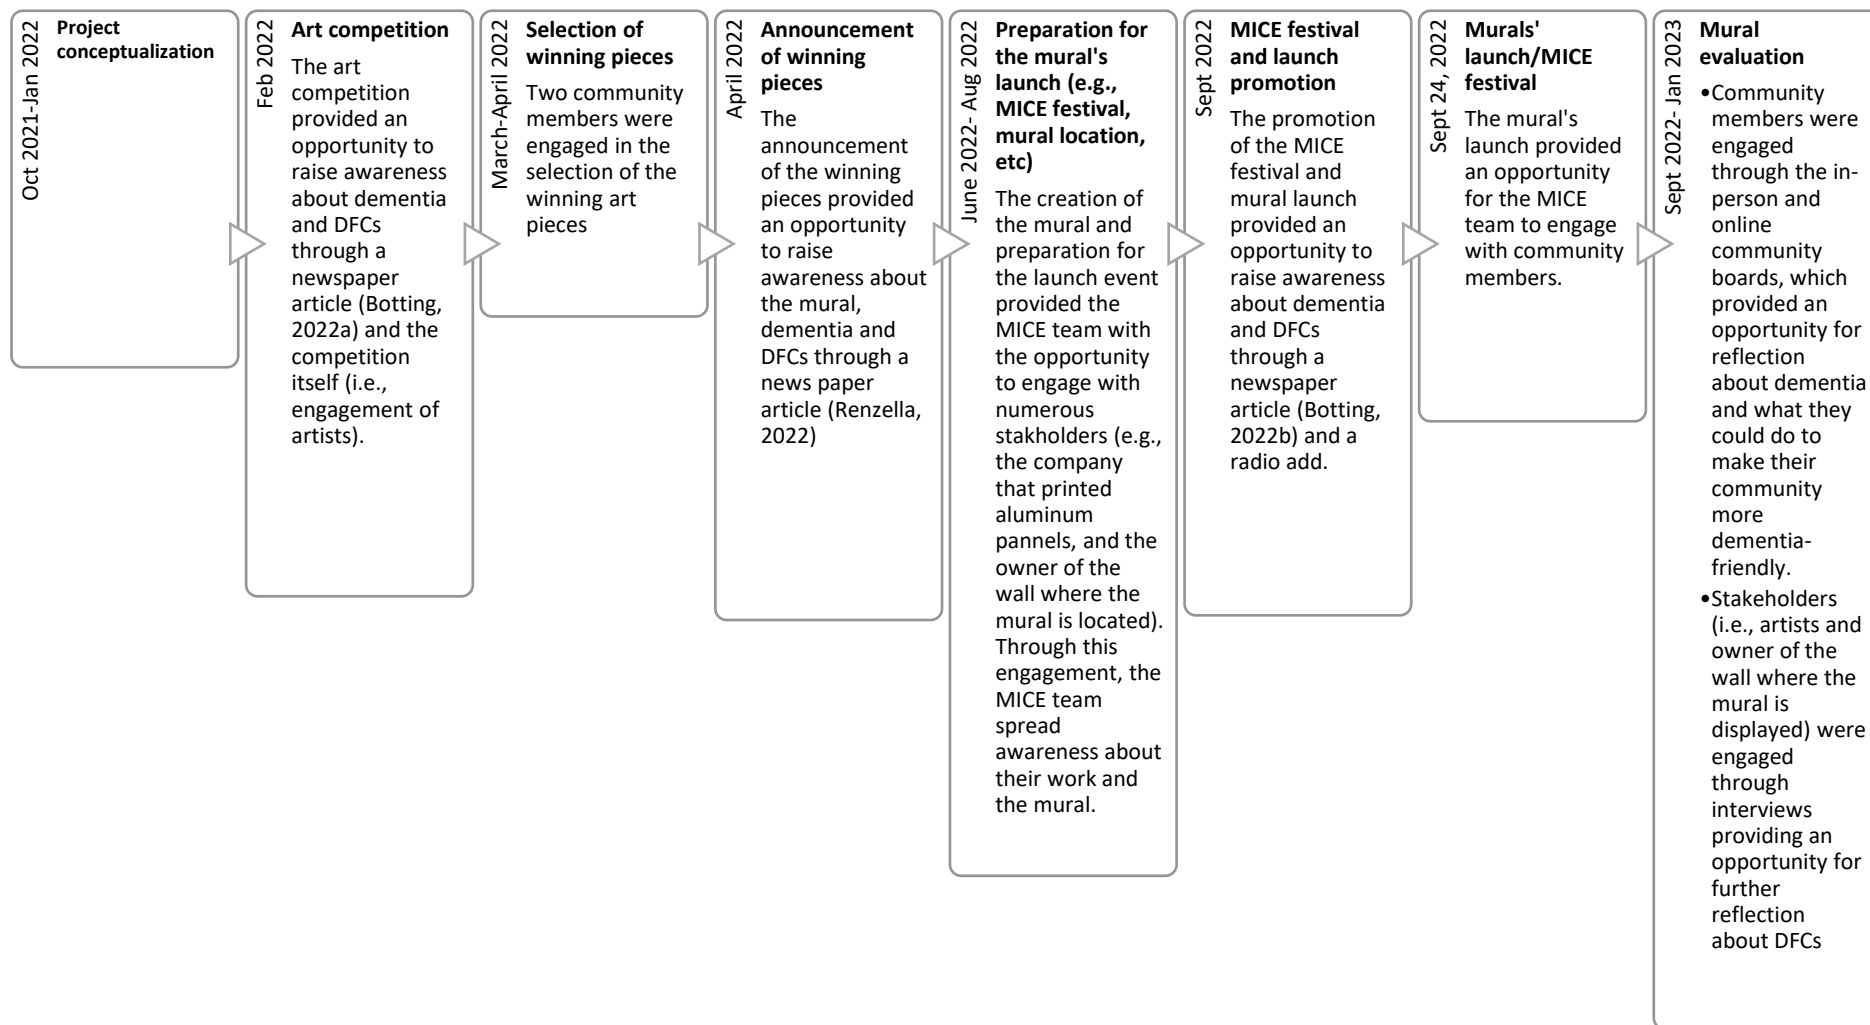 Oct 2021-Jan 2022
Project
conceptualization
Feb 2022
Art competition
The art
competition
provided an
opportunity to
raise awareness
about dementia
and DFCs
through a
newspaper
article (Botting,
2022a) and the
competition
itself (i.e.,
engagement of
artists).
March-April 2022
Selection of
winning pieces
Two community
members were
engaged in the
selection of the
winning art
pieces
April 2022
Announcement
of winning
pieces
The
announcement
of the winning
pieces provided
an opportunity
to raise
awareness about
the mural,
dementia and
DFCs through a
news paper
article (Renzella,
2022)
June 2022- Aug 2022
Preparation for
the mural's
launch (e.g.,
MICE festival,
mural location,
etc)
The creation of
the mural and
preparation for
the launch event
provided the
MICE team with
the opportunity
to engage with
numerous
stakholders (e.g.,
the company
that printed
aluminum
pannels, and the
owner of the
wall where the
mural is located).
Through this
engagement, the
MICE team
spread
awareness about
their work and
the mural.
Sept 2022
MICE festival
and launch
promotion
The promotion
of the MICE
festival and
mural launch
provided an
opportunity to
raise awareness
about dementia
and DFCs
through a
newspaper
article (Botting,
2022b) and a
radio add.
Sept 24, 2022
Murals'
launch/MICE
festival
The mural's
launch provided
an opportunity
for the MICE
team to engage
with community
members.
Sept 2022- Jan 2023
Mural
evaluation
•Community
members were
engaged
through the in-
person and
online
community
boards, which
provided an
opportunity for
reflection
about dementia
and what they
could do to
make their
community
more
dementia-
friendly.
•Stakeholders
(i.e., artists and
owner of the
wall where the
mural is
displayed) were
engaged
through
interviews
providing an
opportunity for
further
reflection
about DFCs